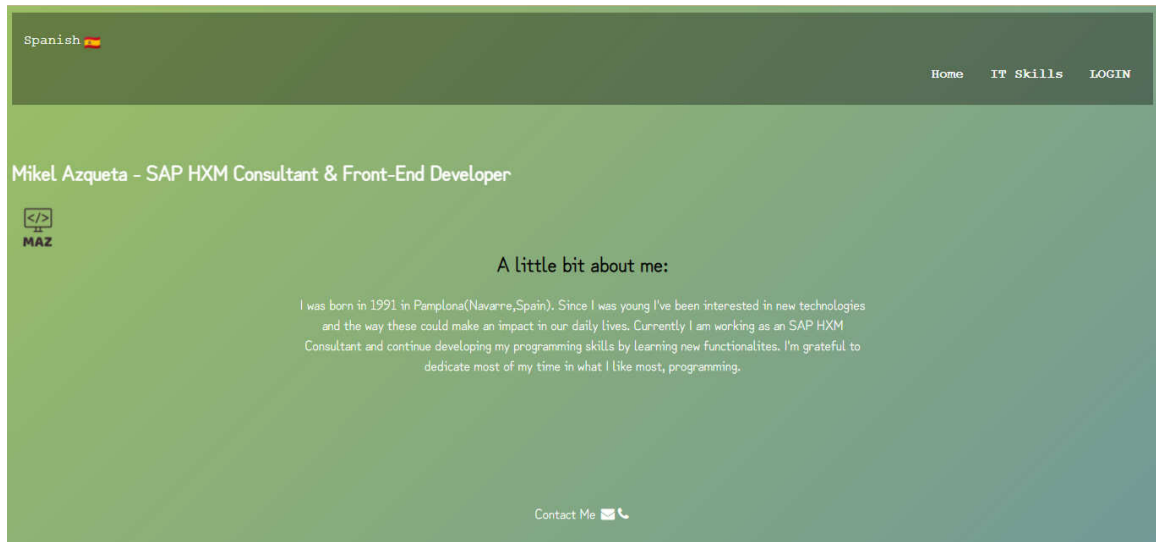 Spanish
Home IT Skills LOGIN
Mikel Azqueta - SAP HXM Consultant & Front-End Developer
</>
MAZ
A little bit about me:
I was born in 1991 in Pamplona(Navarre,Spain). Since I was young I've been interested in new technologies
and the way these could make an impact in our daily lives. Currently I am working as an SAP HXM
Consultant and continue developing my programming skills by learning new functionalites. I'm grateful to
dedicate most of my time in what I like most, programming.
Contact Me